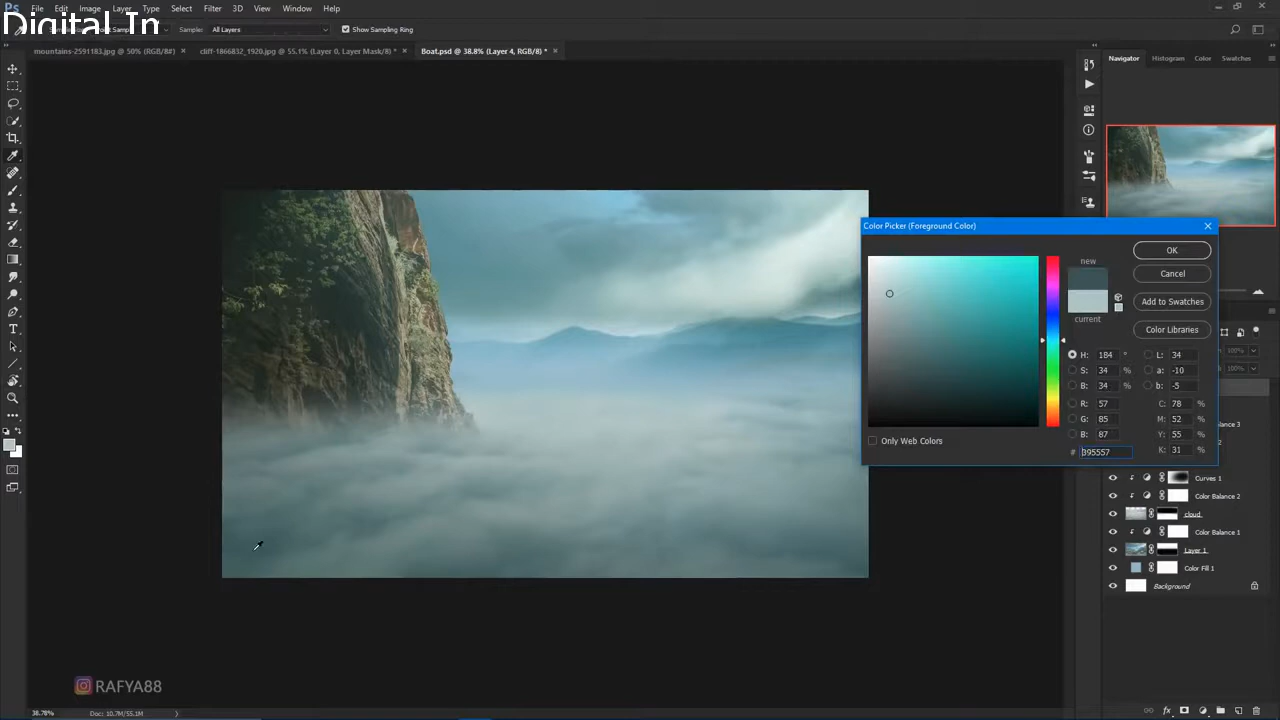 Digital Im
File Edit Image Layer Type Select Filter 3D View Window Help
Sample: All Layers Show Sampling Ring
mountains-2591183.jpg @ 50% (RGB/8#) × cliff-1866832_1920.jpg @ 55.1% (Layer 0, Layer Mask/8) * × Boat.psd @ 38.8% (Layer 4, RGB/8) * ×
Navigator Histogram Color Swatches
Color Picker (Foreground Color)
OK
new
Cancel
Add to Swatches
current
Color Libraries
H: 184 ° L: 34
S: 34 % a: -10
B: 34 % b: -5
R: 57 C: 78 %
G: 85 M: 52 %
B: 87 Y: 55 %
# 395557 K: 31 %
Only Web Colors
Curves 1
Color Balance 2
cloud
Color Balance 1
Layer 1
Color Fill 1
Background
RAFYA88
38.78% Doc: 10.7M/55.1M